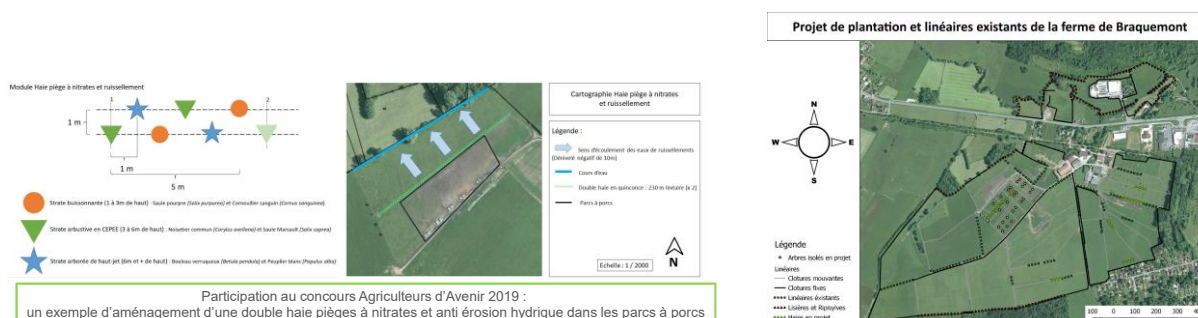 Module Haie piège à nitrates et ruissellement
1
2
1 m
1 m
5 m
Strate buissonnante (1 à 3m de haut) : Saule pourpre (Salix purpurea) et Cornouiller sanguin (Cornus sanguinea)
Strate arbustive en CEPEE (3 à 6m de haut) : Noisetier commun (Corylus avellana) et Saule Marsault (Salix caprea)
Strate arborée de haut-jet (6m et + de haut) : Bouleau verruqueux (Betula pendula) et Peuplier blanc (Populus alba)
Cartographie Haie piège à nitrates
et ruissellement
Légende :
Sens d'écoulement des eaux de ruissellements
(Dénivelé négatif de 10m)
Cours d'eau
Double haie en quinconce : 230 m linéaire (x 2)
Parcs à porcs
Echelle : 1 / 2000
N
Participation au concours Agriculteurs d'Avenir 2019 :
un exemple d'aménagement d'une double haie pièges à nitrates et anti érosion hydrique dans les parcs à porcs
Projet de plantation et linéaires existants de la ferme de Braquemont
N
W
E
S
Légende
Arbres isolés en projet
Linéaires
Clotures mouvantes
Clotures fixes
Linéaires éxistants
Lisières et Ripisylves
Haies en projet
100 0 100 200 300 4